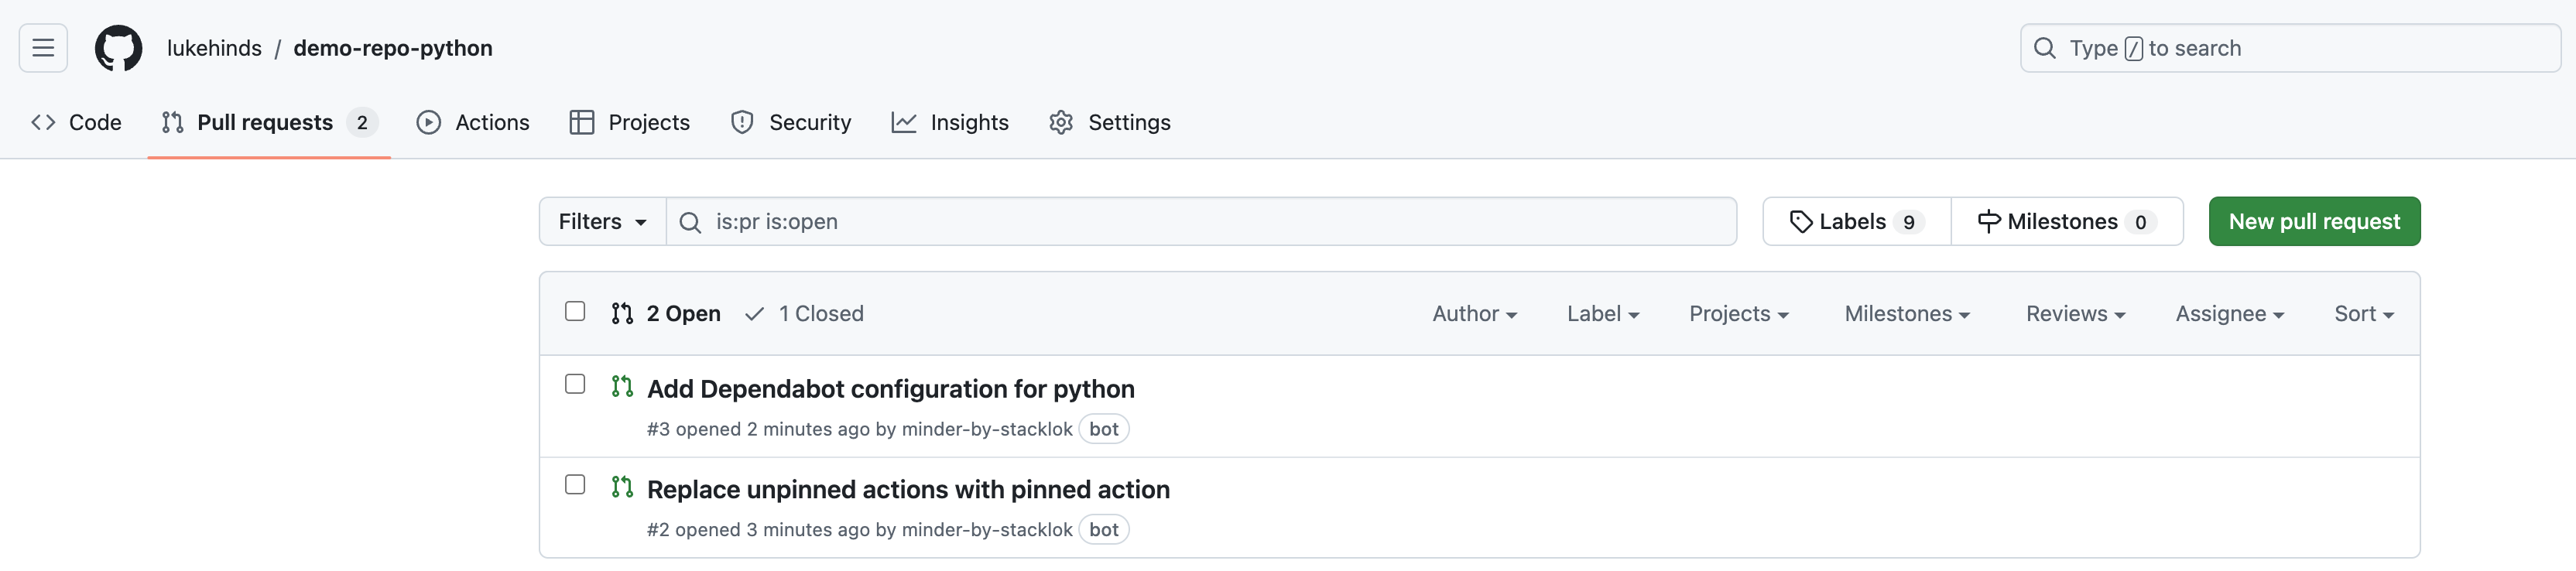 lukehinds / demo-repo-python
Type / to search
Code Pull requests 2 Actions Projects Security Insights Settings
Filters is:pr is:open Labels 9 Milestones 0 New pull request
2 Open 1 Closed Author Label Projects Milestones Reviews Assignee Sort
Add Dependabot configuration for python
#3 opened 2 minutes ago by minder-by-stacklok bot
Replace unpinned actions with pinned action
#2 opened 3 minutes ago by minder-by-stacklok bot